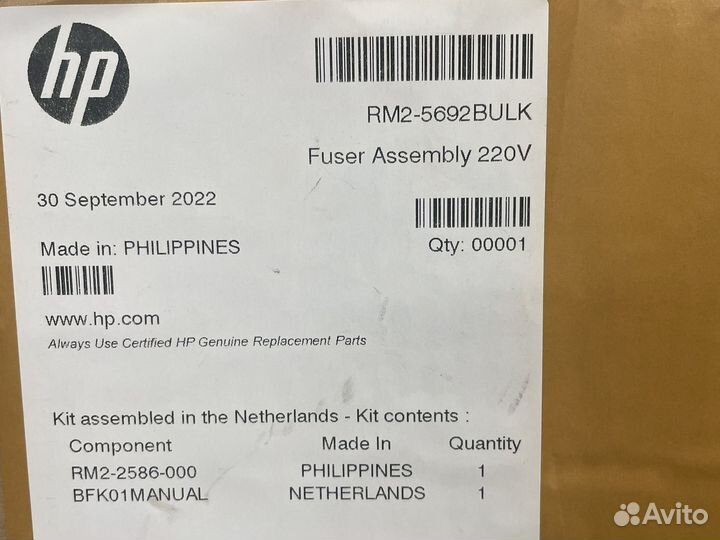 hp
RM2-5692BULK
Fuser Assembly 220V
30 September 2022
Made in: PHILIPPINES
Qty: 00001
www.hp.com
Always Use Certified HP Genuine Replacement Parts
Kit assembled in the Netherlands - Kit contents :
Component Made In Quantity
RM2-2586-000 PHILIPPINES 1
BFK01MANUAL NETHERLANDS 1
Avito